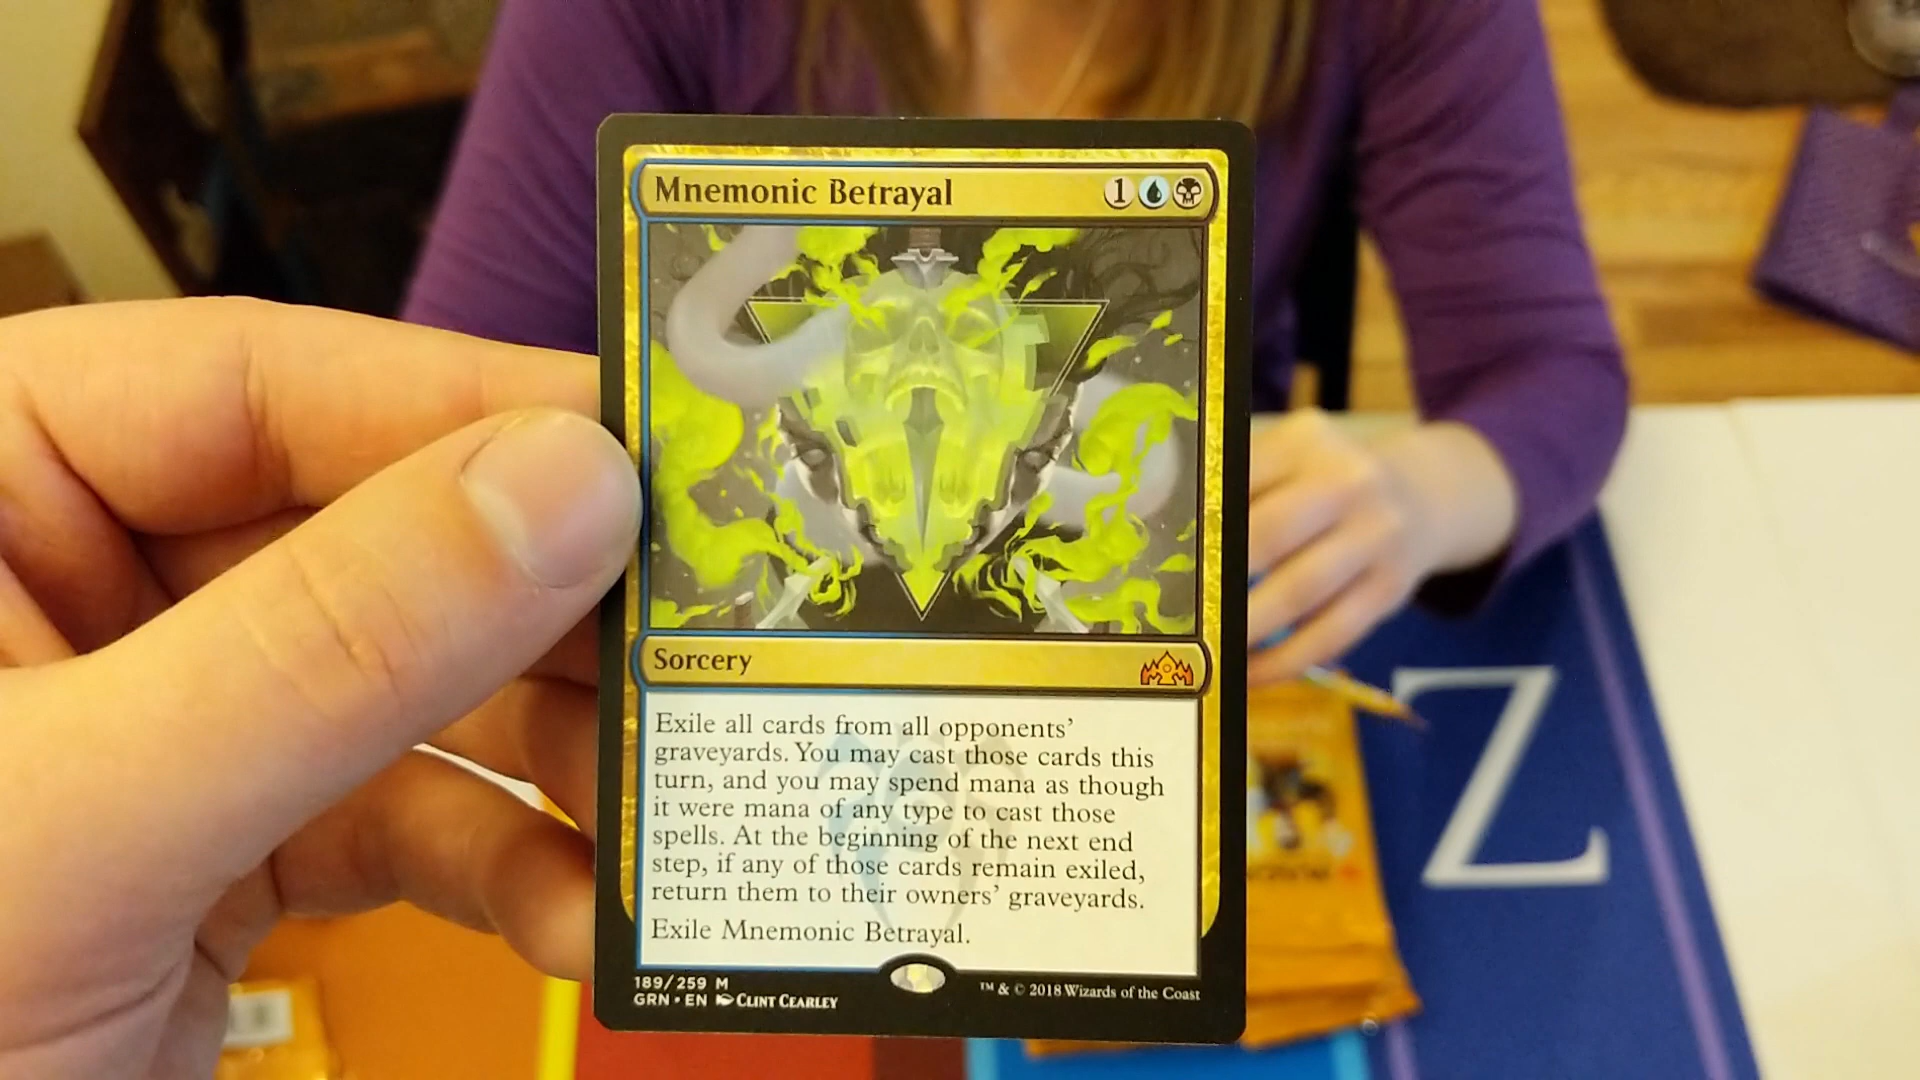 Mnemonic Betrayal 1
Sorcery
Exile all cards from all opponents’
graveyards. You may cast those cards this
turn, and you may spend mana as though
it were mana of any type to cast those
spells. At the beginning of the next end
step, if any of those cards remain exiled,
return them to their owners’ graveyards.
Exile Mnemonic Betrayal.
189/259 M
GRN • EN CLINT CEARLEY
™ & © 2018 Wizards of the Coast
Z